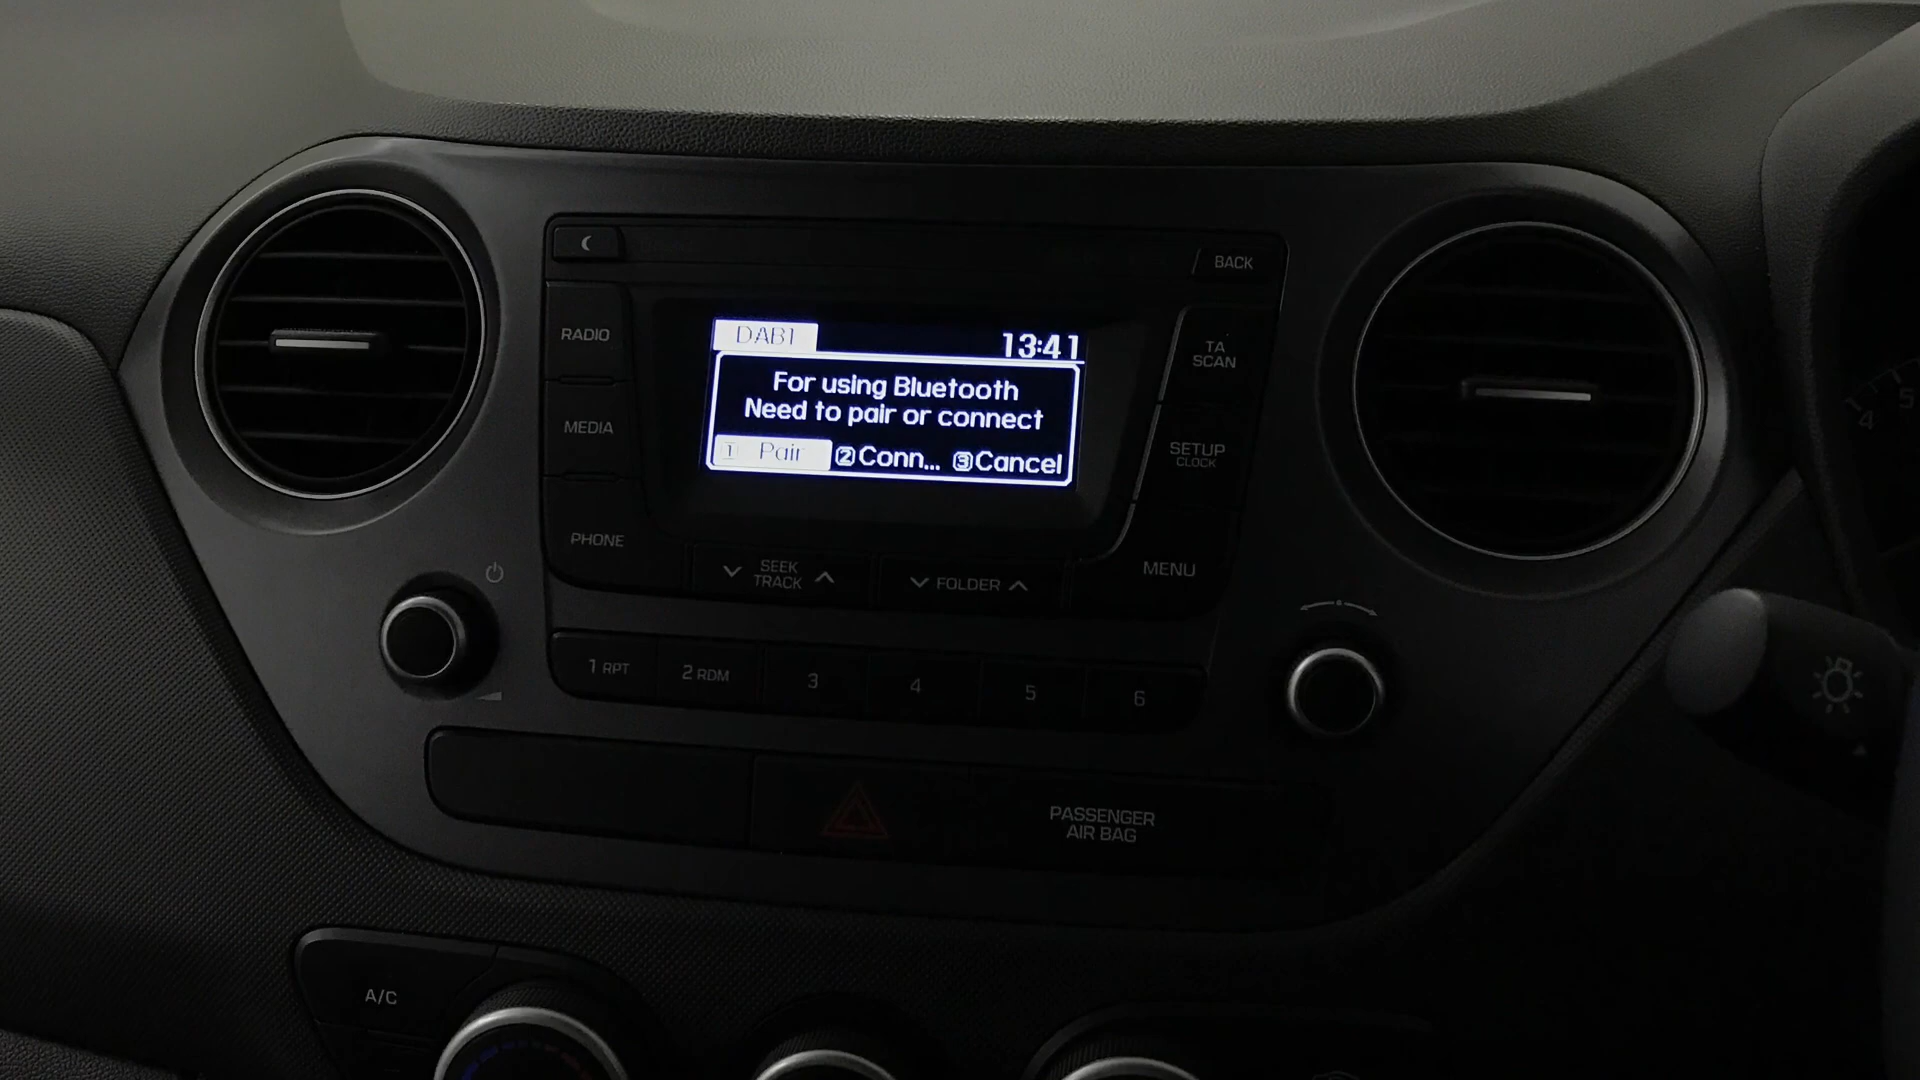 BACK
RADIO
MEDIA
PHONE
DAB1 13:41
For using Bluetooth
Need to pair or connect
1 Pair 2 Conn... 3 Cancel
TA
SCAN
SETUP
CLOCK
MENU
SEEK
TRACK
FOLDER
1 RPT 2 RDM 3 4 5 6
PASSENGER
AIR BAG
A/C
4 5